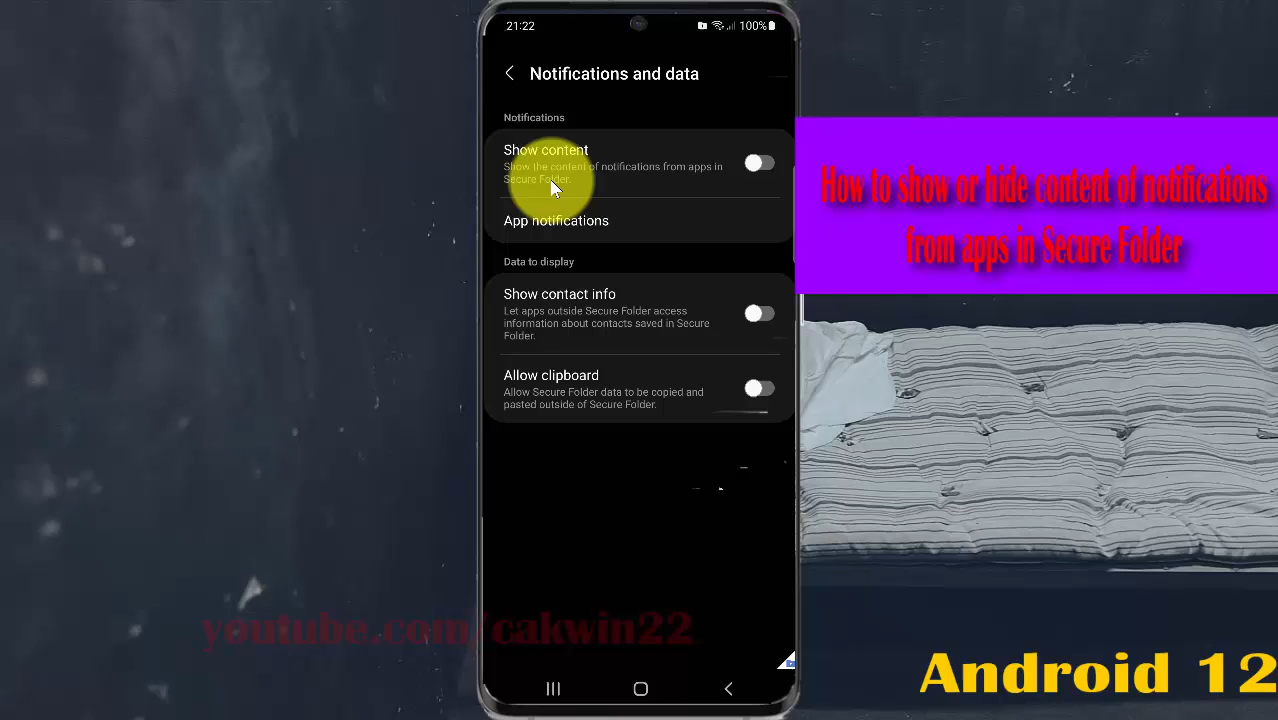 21:22
100%
Notifications and data
Notifications
Show content
Show the content of notifications from apps in
Secure Folder.
App notifications
Data to display
Show contact info
Let apps outside Secure Folder access
information about contacts saved in Secure
Folder.
Allow clipboard
Allow Secure Folder data to be copied and
pasted outside of Secure Folder.
How to show or hide content of notifications
from apps in Secure Folder
youtube.com/cakwin22
Android 12